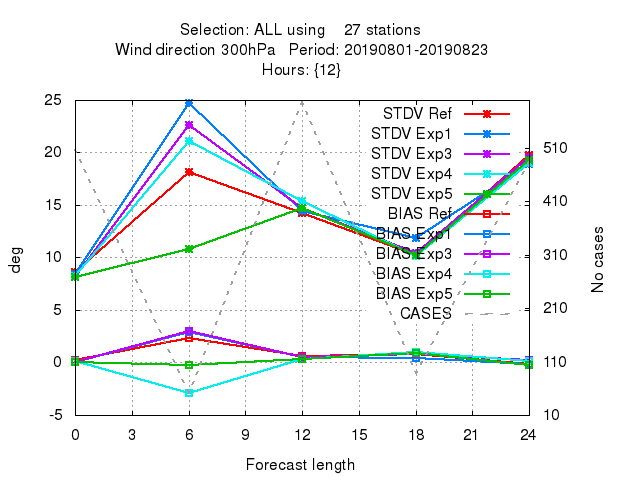 Selection: ALL using 27 stations
Wind direction 300hPa Period: 20190801-20190823
Hours: {12}
25
20
15
10
5
0
-5
deg
STDV Ref
STDV Exp1
STDV Exp3
STDV Exp4
STDV Exp5
BIAS Ref
BIAS Exp1
BIAS Exp3
BIAS Exp4
BIAS Exp5
CASES
510
410
310
210
110
10
No cases
0 3 6 9 12 15 18 21 24
Forecast length